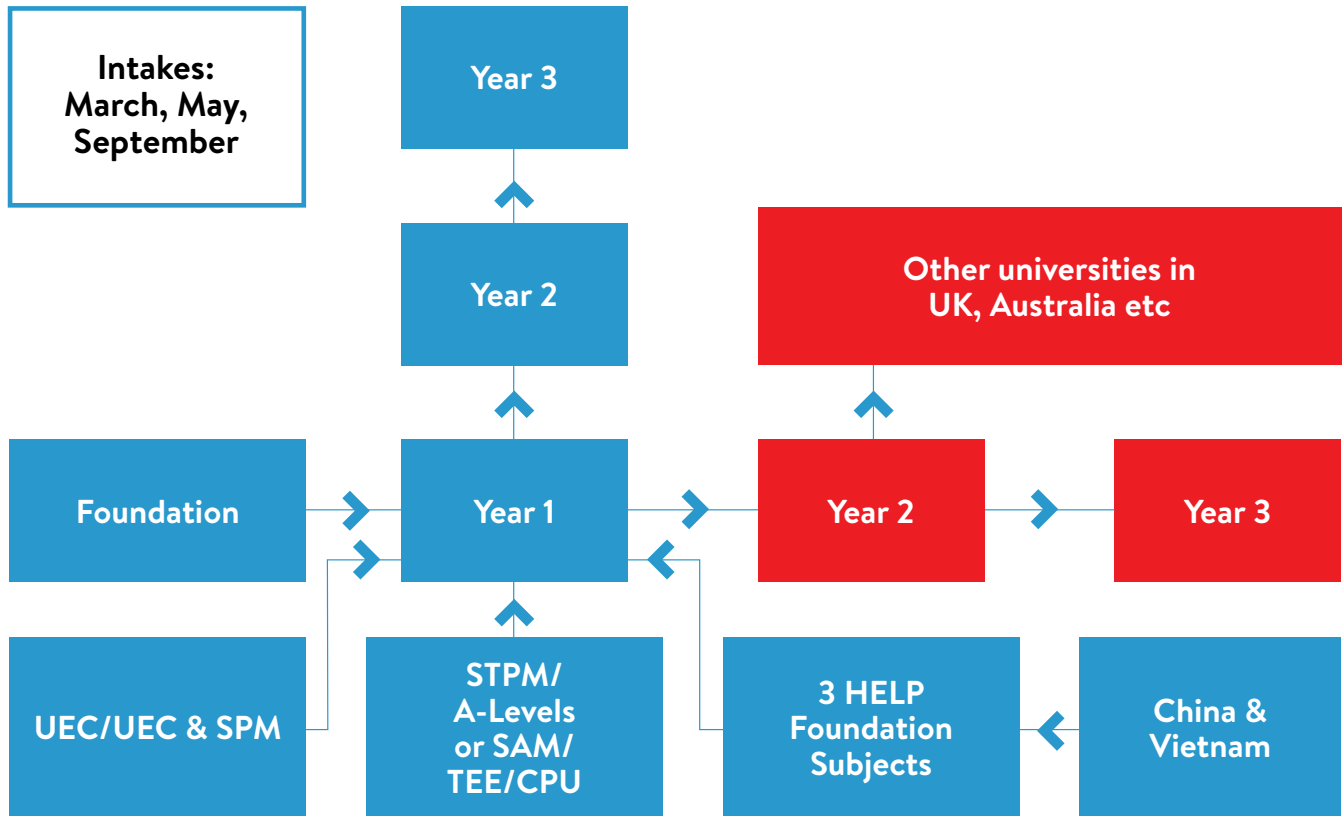 Intakes:
March, May,
September
Year 3
Year 2
Other universities in
UK, Australia etc
Foundation
Year 1
Year 2
Year 3
UEC/UEC & SPM
STPM/
A-Levels
or SAM/
TEE/CPU
3 HELP
Foundation
Subjects
China &
Vietnam